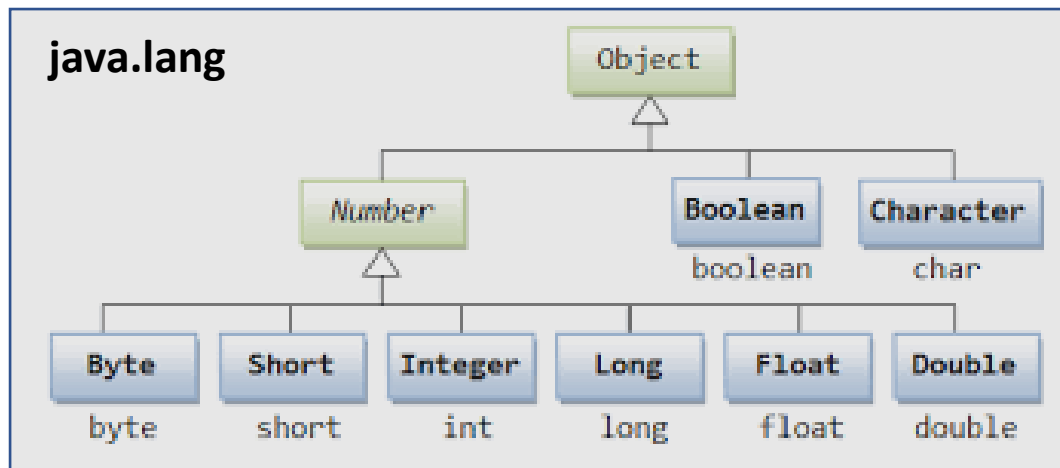 java.lang
Object
Number
Boolean
Character
boolean
char
Byte
Short
Integer
Long
Float
Double
byte
short
int
long
float
double